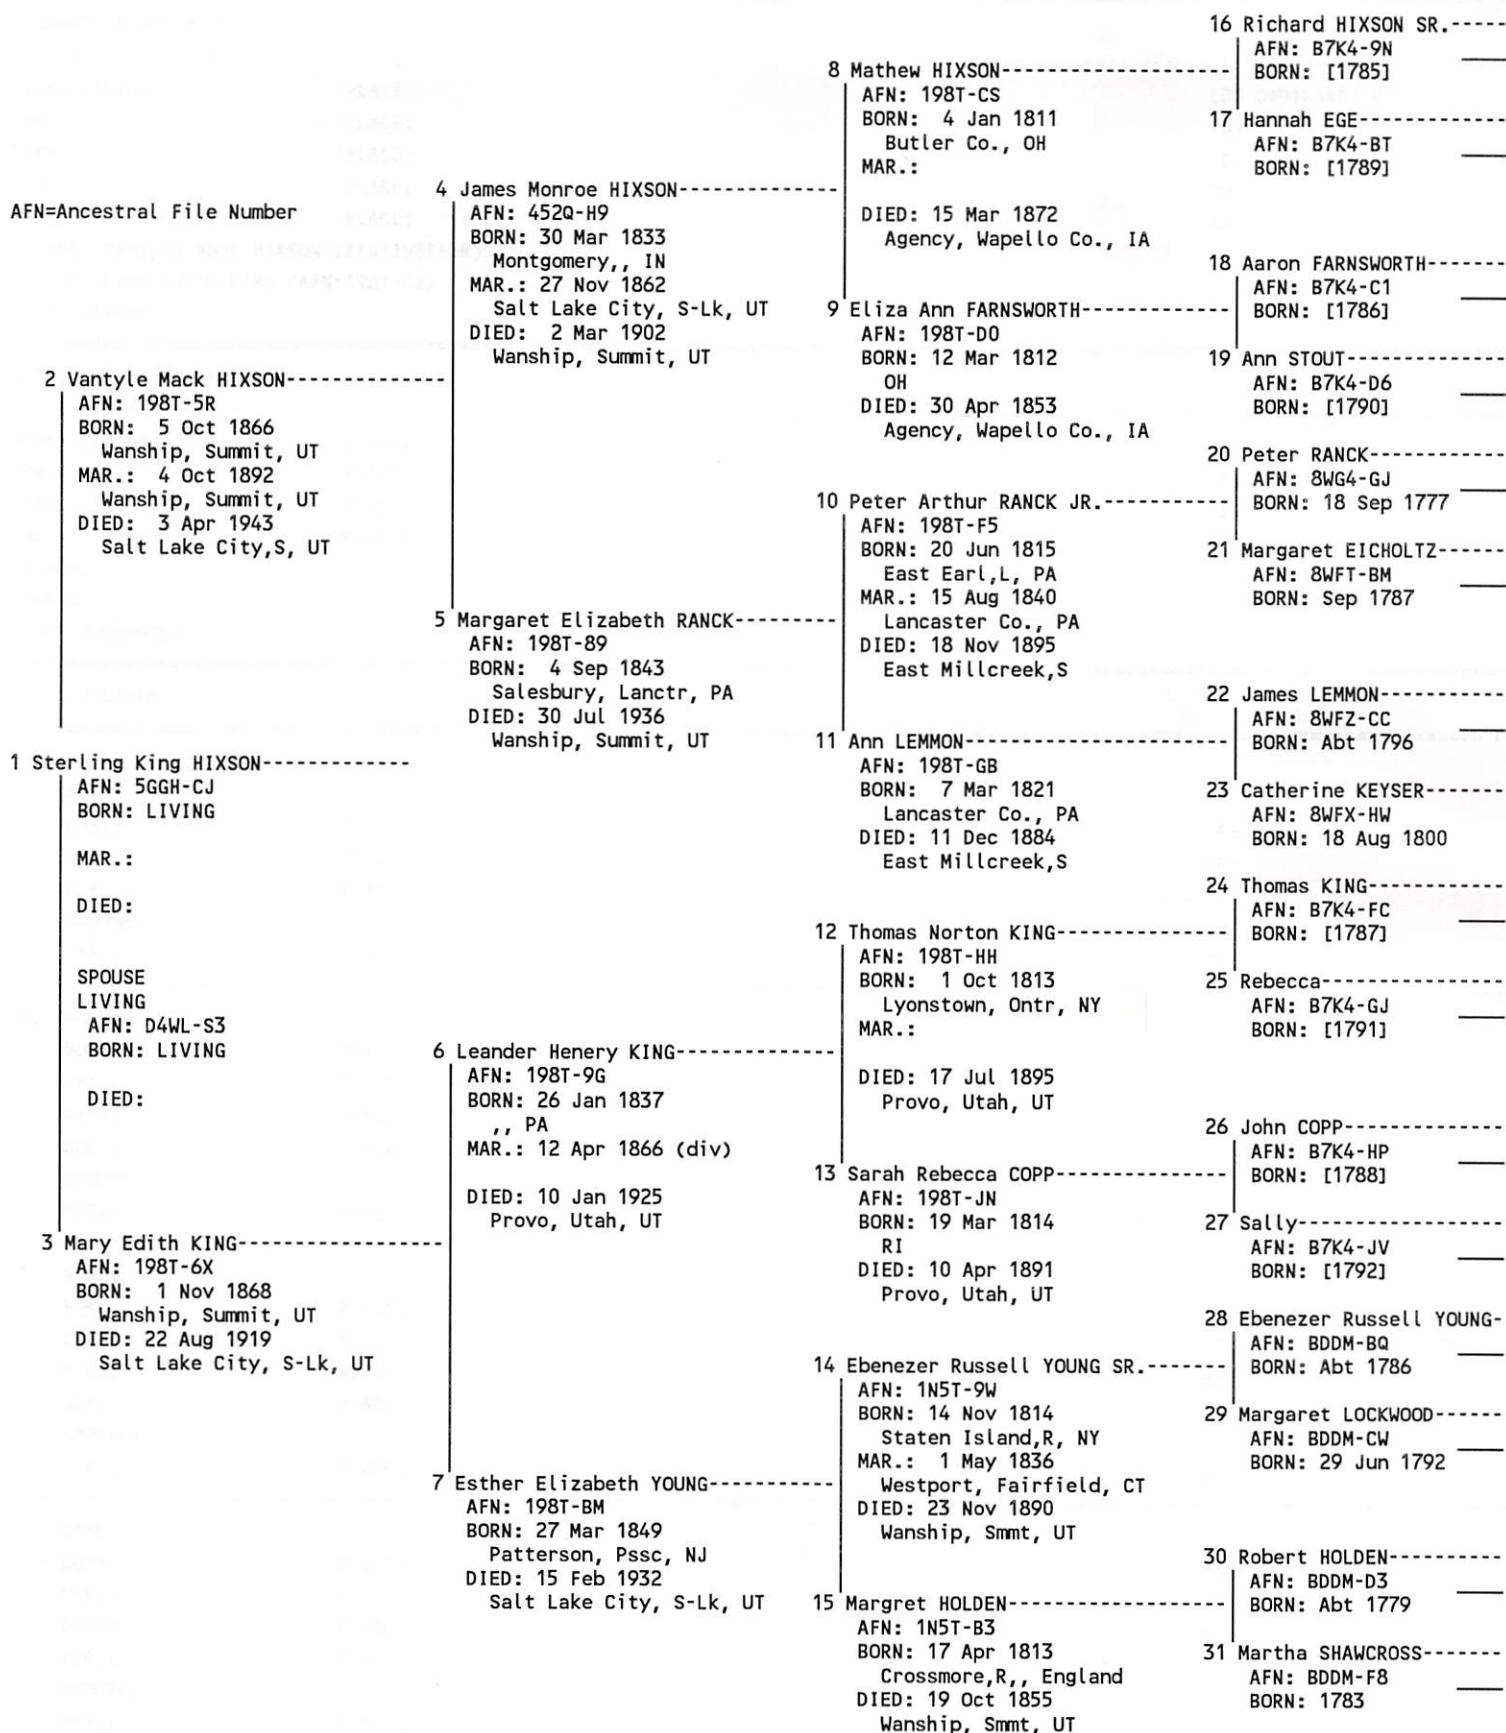 AFN=Ancestral File Number
1 Sterling King HIXSON------------
AFN: 5GGH-CJ
BORN: LIVING
MAR.:
DIED:
SPOUSE
LIVING
AFN: D4WL-S3
BORN: LIVING
DIED:
2 Vantyle Mack HIXSON-------------
AFN: 198T-5R
BORN:  5 Oct 1866
Wanship, Summit, UT
MAR.:  4 Oct 1892
Wanship, Summit, UT
DIED:  3 Apr 1943
Salt Lake City,S, UT
3 Mary Edith KING-----------------
AFN: 198T-6X
BORN:  1 Nov 1868
Wanship, Summit, UT
DIED: 22 Aug 1919
Salt Lake City, S-Lk, UT
4 James Monroe HIXSON-------------
AFN: 452Q-H9
BORN: 30 Mar 1833
Montgomery,, IN
MAR.: 27 Nov 1862
Salt Lake City, S-Lk, UT
DIED:  2 Mar 1902
Wanship, Summit, UT
5 Margaret Elizabeth RANCK---------
AFN: 198T-89
BORN:  4 Sep 1843
Salesbury, Lanctr, PA
DIED: 30 Jul 1936
Wanship, Summit, UT
6 Leander Henery KING-------------
AFN: 198T-9G
BORN: 26 Jan 1837
,, PA
MAR.: 12 Apr 1866 (div)
DIED: 10 Jan 1925
Provo, Utah, UT
7 Esther Elizabeth YOUNG-----------
AFN: 198T-BM
BORN: 27 Mar 1849
Patterson, Pssc, NJ
DIED: 15 Feb 1932
Salt Lake City, S-Lk, UT
8 Mathew HIXSON-------------------
AFN: 198T-CS
BORN:  4 Jan 1811
Butler Co., OH
MAR.:
DIED: 15 Mar 1872
Agency, Wapello Co., IA
9 Eliza Ann FARNSWORTH------------
AFN: 198T-D0
BORN: 12 Mar 1812
OH
DIED: 30 Apr 1853
Agency, Wapello Co., IA
10 Peter Arthur RANCK JR.----------
AFN: 198T-F5
BORN: 20 Jun 1815
East Earl,L, PA
MAR.: 15 Aug 1840
Lancaster Co., PA
DIED: 18 Nov 1895
East Millcreek,S
11 Ann LEMMON----------------------
AFN: 198T-GB
BORN:  7 Mar 1821
Lancaster Co., PA
DIED: 11 Dec 1884
East Millcreek,S
12 Thomas Norton KING--------------
AFN: 198T-HH
BORN:  1 Oct 1813
Lyonstown, Ontr, NY
MAR.:
DIED: 17 Jul 1895
Provo, Utah, UT
13 Sarah Rebecca COPP--------------
AFN: 198T-JN
BORN: 19 Mar 1814
RI
DIED: 10 Apr 1891
Provo, Utah, UT
14 Ebenezer Russell YOUNG SR.------
AFN: 1N5T-9W
BORN: 14 Nov 1814
Staten Island,R, NY
MAR.:  1 May 1836
Westport, Fairfield, CT
DIED: 23 Nov 1890
Wanship, Smmt, UT
15 Margret HOLDEN------------------
AFN: 1N5T-B3
BORN: 17 Apr 1813
Crossmore,R,, England
DIED: 19 Oct 1855
Wanship, Smmt, UT
16 Richard HIXSON SR.-----
AFN: B7K4-9N
BORN: [1785]
17 Hannah EGE------------
AFN: B7K4-BT
BORN: [1789]
18 Aaron FARNSWORTH-------
AFN: B7K4-C1
BORN: [1786]
19 Ann STOUT-------------
AFN: B7K4-D6
BORN: [1790]
20 Peter RANCK-----------
AFN: 8WG4-GJ
BORN: 18 Sep 1777
21 Margaret EICHOLTZ------
AFN: 8WFT-BM
BORN: Sep 1787
22 James LEMMON-----------
AFN: 8WFZ-CC
BORN: Abt 1796
23 Catherine KEYSER-------
AFN: 8WFX-HW
BORN: 18 Aug 1800
24 Thomas KING------------
AFN: B7K4-FC
BORN: [1787]
25 Rebecca----------------
AFN: B7K4-GJ
BORN: [1791]
26 John COPP-------------
AFN: B7K4-HP
BORN: [1788]
27 Sally------------------
AFN: B7K4-JV
BORN: [1792]
28 Ebenezer Russell YOUNG-
AFN: BDDM-BQ
BORN: Abt 1786
29 Margaret LOCKWOOD------
AFN: BDDM-CW
BORN: 29 Jun 1792
30 Robert HOLDEN----------
AFN: BDDM-D3
BORN: Abt 1779
31 Martha SHAWCROSS-------
AFN: BDDM-F8
BORN: 1783